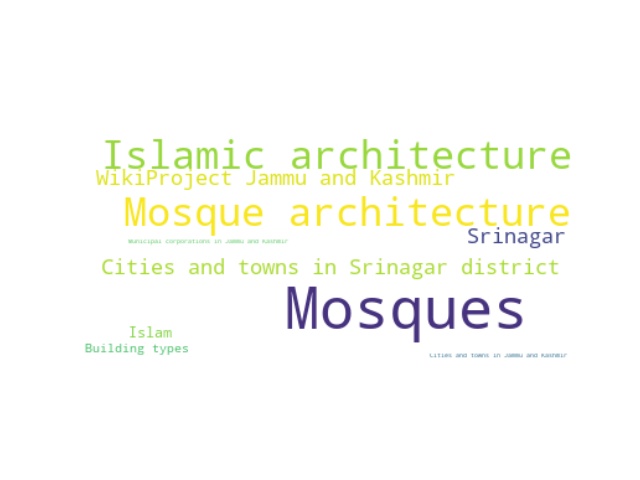 Islamic architecture
WikiProject Jammu and Kashmir
Mosque architecture
Srinagar
Municipal corporations in Jammu and Kashmir
Cities and towns in Srinagar district
Mosques
Islam
Building types
Cities and towns in Jammu and Kashmir